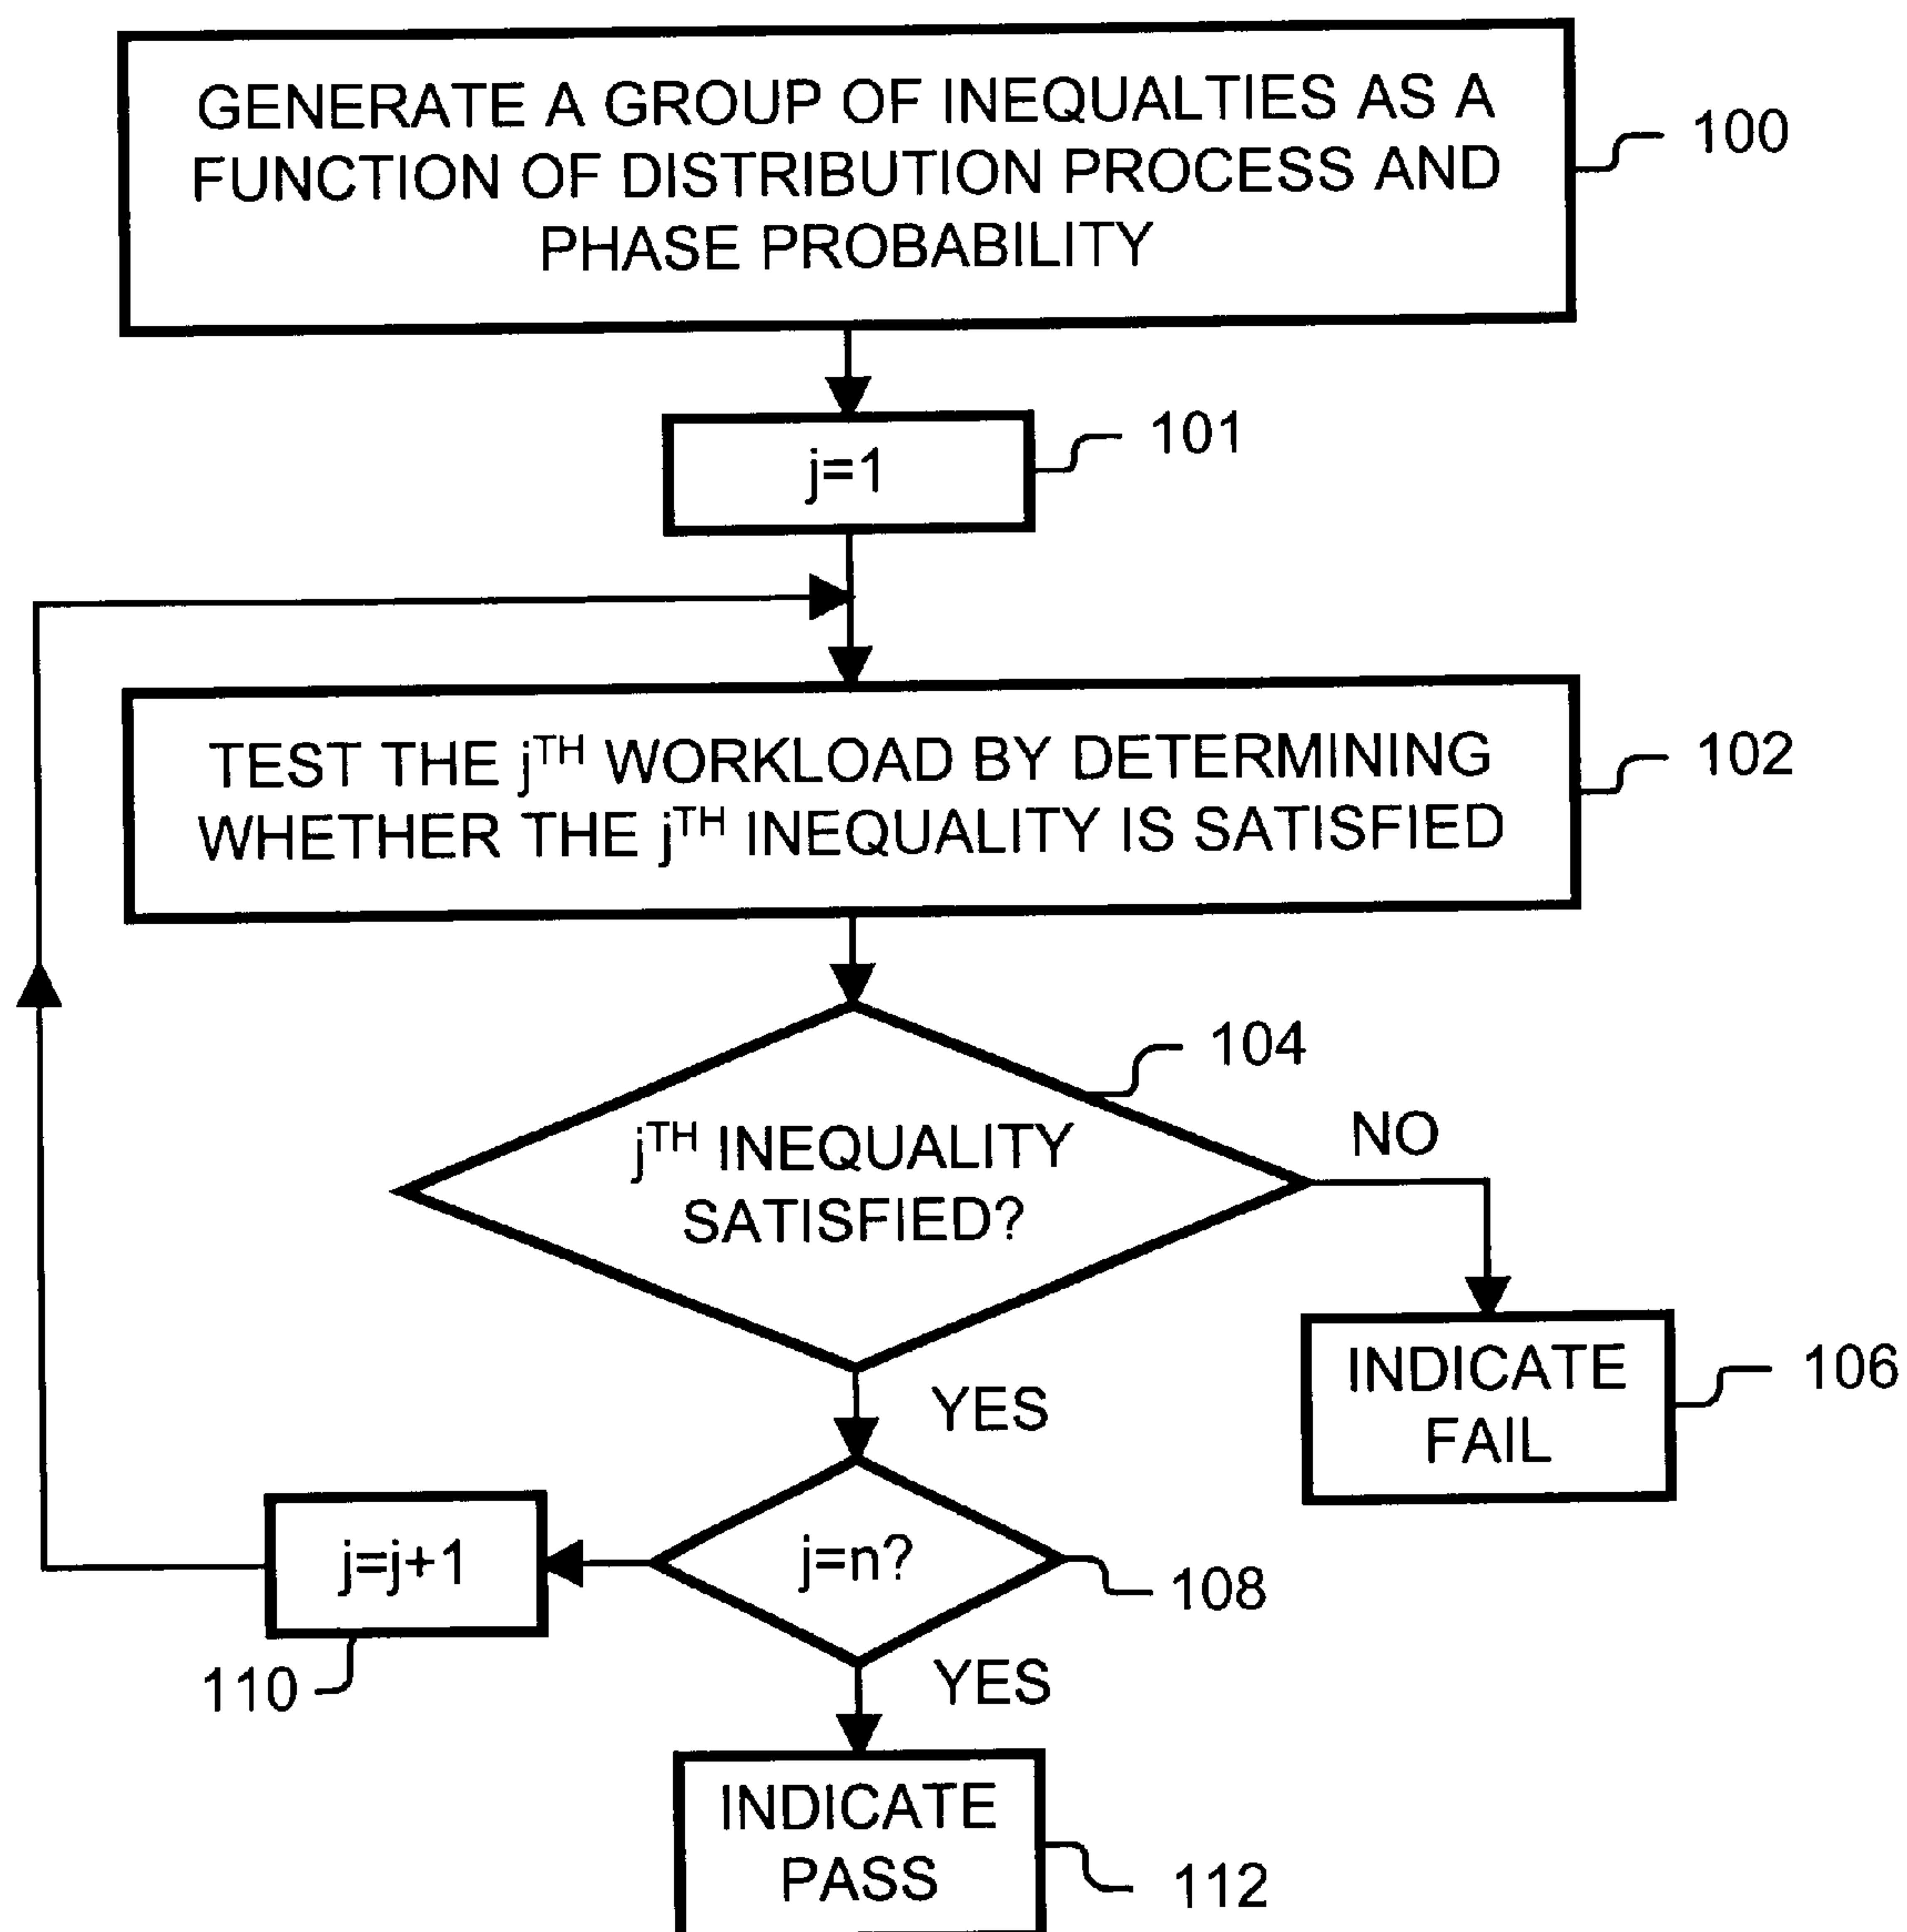 GENERATE A GROUP OF INEQUALTIES AS A
FUNCTION OF DISTRIBUTION PROCESS AND
PHASE PROBABILITY
100
j=1
101
TEST THE jTH WORKLOAD BY DETERMINING
WHETHER THE jTH INEQUALITY IS SATISFIED
102
104
jTH INEQUALITY
SATISFIED?
NO
INDICATE
FAIL
106
YES
j=n?
108
j=j+1
110
YES
INDICATE
PASS
112